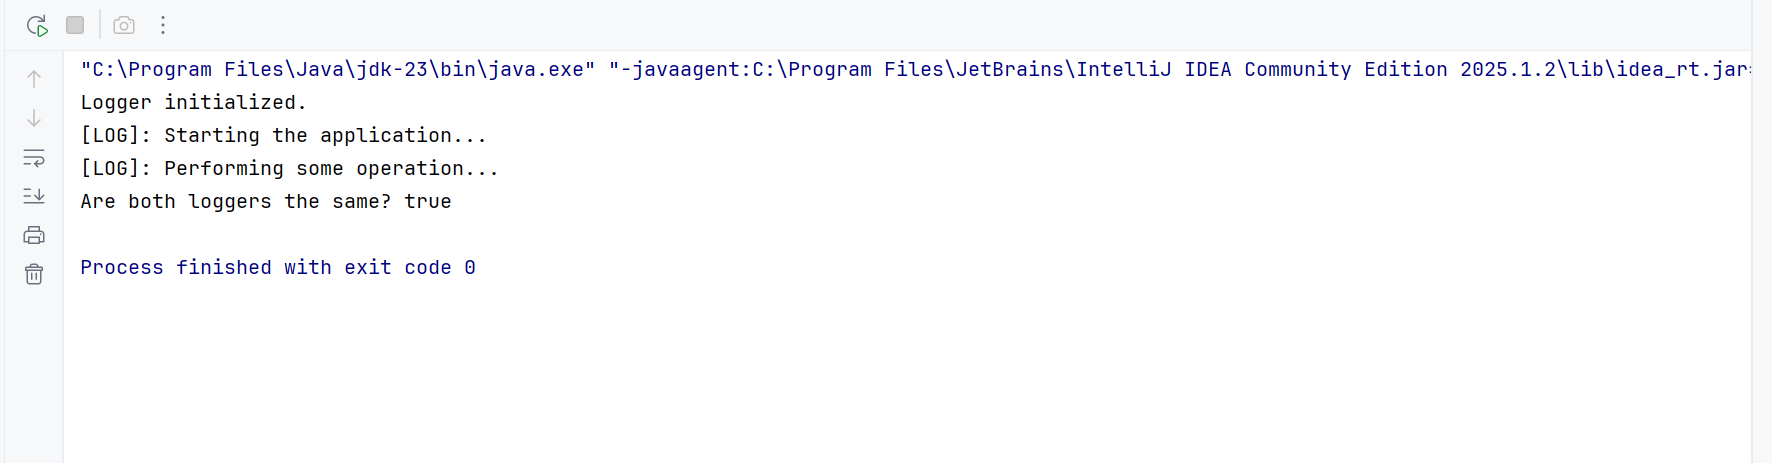 "C:\Program Files\Java\jdk-23\bin\java.exe" "-javaagent:C:\Program Files\JetBrains\IntelliJ IDEA Community Edition 2025.1.2\lib\idea_rt.jar=
Logger initialized.
[LOG]: Starting the application...
[LOG]: Performing some operation...
Are both loggers the same? true
Process finished with exit code 0